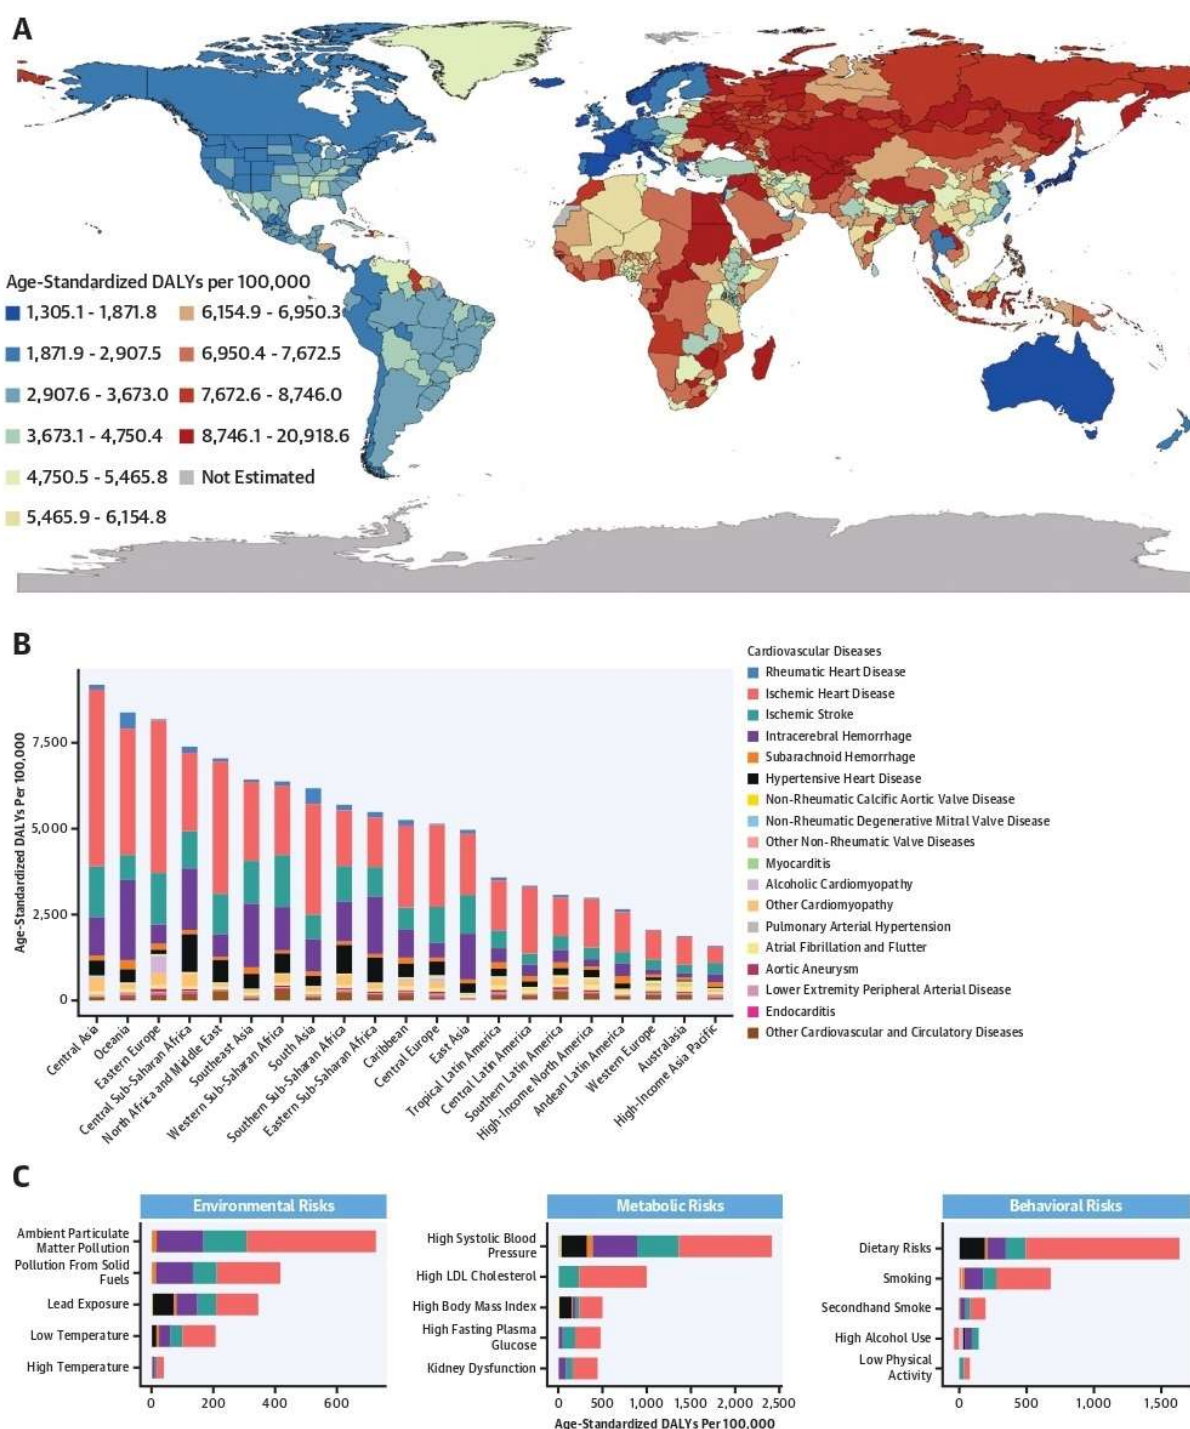 A
Age-Standardized DALYs per 100,000
1,305.1 - 1,871.8
6,154.9 - 6,950.3
1,871.9 - 2,907.5
6,950.4 - 7,672.5
2,907.6 - 3,673.0
7,672.6 - 8,746.0
3,673.1 - 4,750.4
8,746.1 - 20,918.6
4,750.5 - 5,465.8
Not Estimated
5,465.9 - 6,154.8
B
Age-Standardized DALYs Per 100,000
7,500
5,000
2,500
0
Central Asia
Oceania
Eastern Europe
Central Sub-Saharan Africa
North Africa and Middle East
Southeast Asia
Western Sub-Saharan Africa
South Asia
Southern Sub-Saharan Africa
Eastern Sub-Saharan Africa
Caribbean
Central Europe
East Asia
Tropical Latin America
Central Latin America
Southern Latin America
High-Income North America
Andean Latin America
Western Europe
Australasia
High-Income Asia Pacific
Cardiovascular Diseases
Rheumatic Heart Disease
Ischemic Heart Disease
Ischemic Stroke
Intracerebral Hemorrhage
Subarachnoid Hemorrhage
Hypertensive Heart Disease
Non-Rheumatic Calcific Aortic Valve Disease
Non-Rheumatic Degenerative Mitral Valve Disease
Other Non-Rheumatic Valve Diseases
Myocarditis
Alcoholic Cardiomyopathy
Other Cardiomyopathy
Pulmonary Arterial Hypertension
Atrial Fibrillation and Flutter
Aortic Aneurysm
Lower Extremity Peripheral Arterial Disease
Endocarditis
Other Cardiovascular and Circulatory Diseases
C
Environmental Risks
Ambient Particulate
Matter Pollution
Pollution From Solid
Fuels
Lead Exposure
Low Temperature
High Temperature
0 200 400 600
Metabolic Risks
High Systolic Blood
Pressure
High LDL Cholesterol
High Body Mass Index
High Fasting Plasma
Glucose
Kidney Dysfunction
0 500 1,000 1,500 2,000 2,500
Age-Standardized DALYs Per 100,000
Behavioral Risks
Dietary Risks
Smoking
Secondhand Smoke
High Alcohol Use
Low Physical
Activity
0 500 1,000 1,500